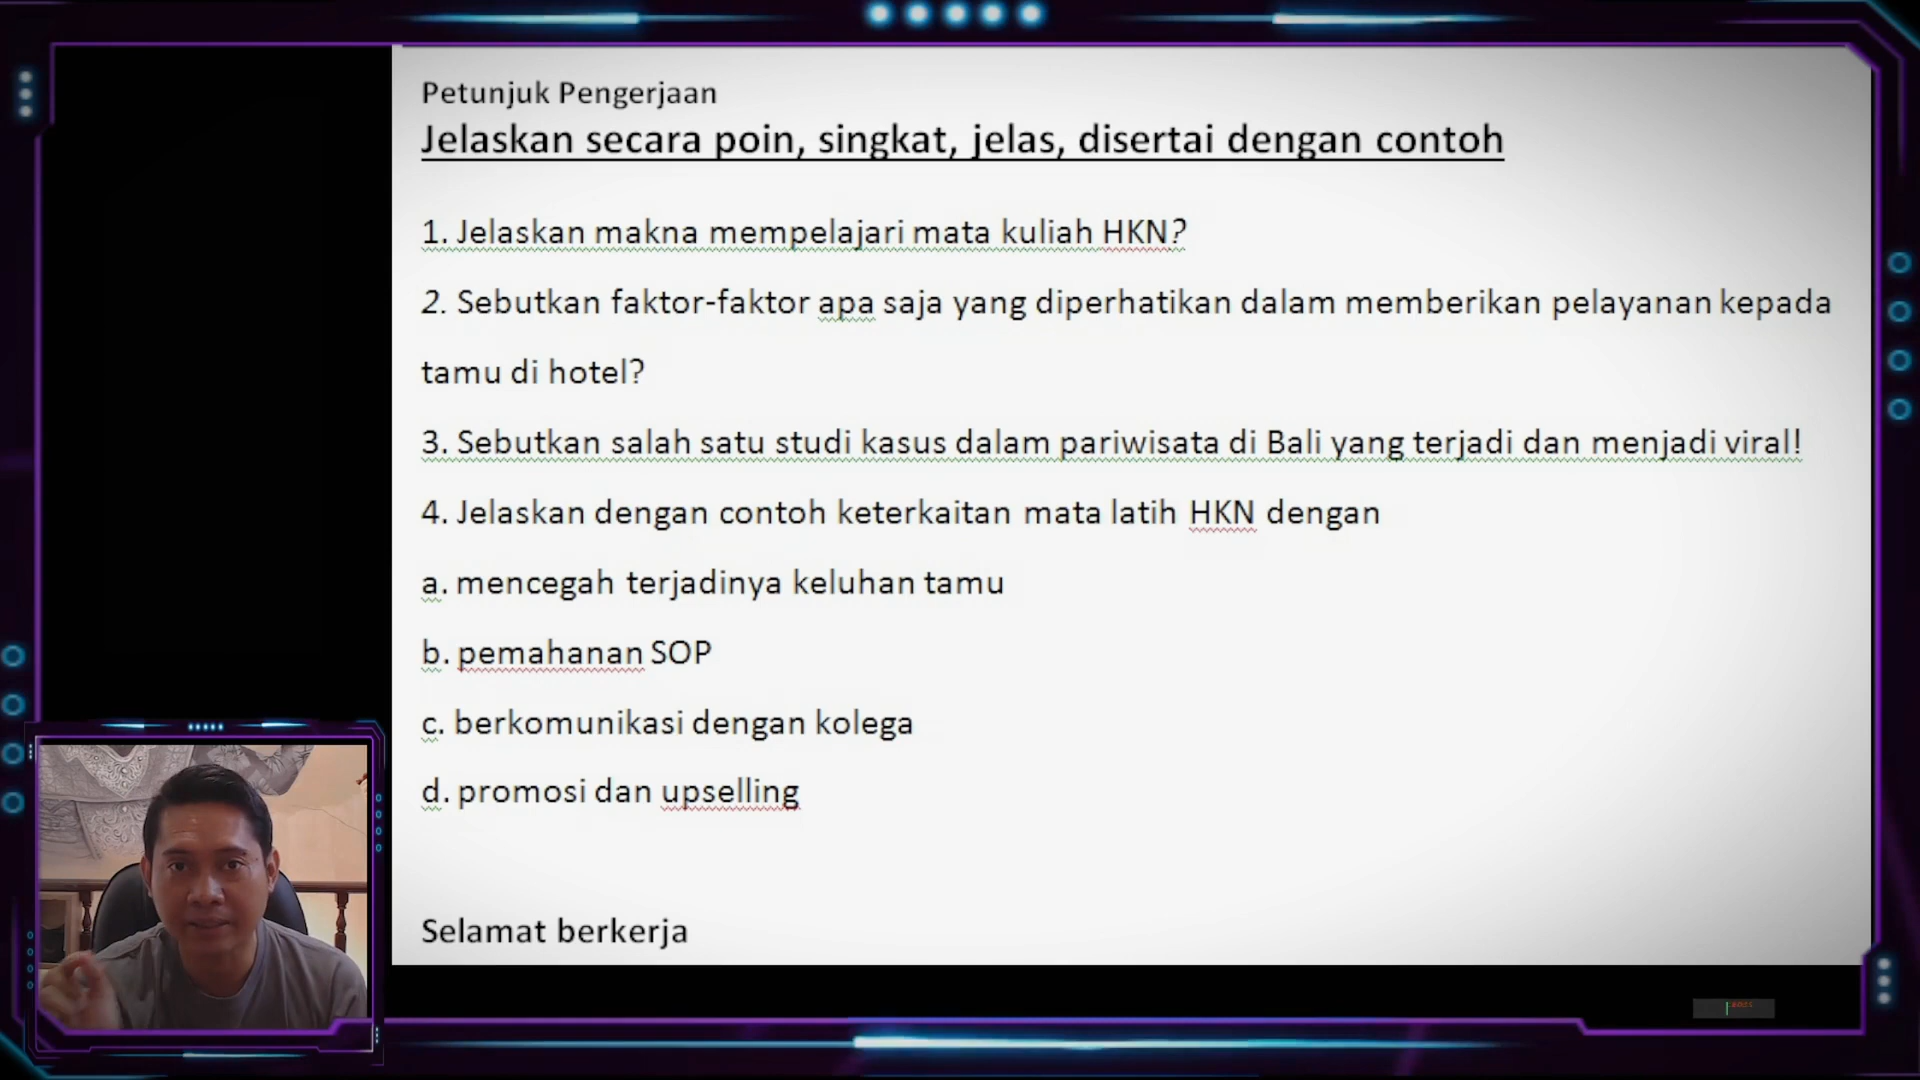 Petunjuk Pengerjaan
Jelaskan secara poin, singkat, jelas, disertai dengan contoh
1. Jelaskan makna mempelajari mata kuliah HKN?
2. Sebutkan faktor-faktor apa saja yang diperhatikan dalam memberikan pelayanan kepada
tamu di hotel?
3. Sebutkan salah satu studi kasus dalam pariwisata di Bali yang terjadi dan menjadi viral!
4. Jelaskan dengan contoh keterkaitan mata latih HKN dengan
a. mencegah terjadinya keluhan tamu
b. pemahanan SOP
c. berkomunikasi dengan kolega
d. promosi dan upselling
Selamat berkerja